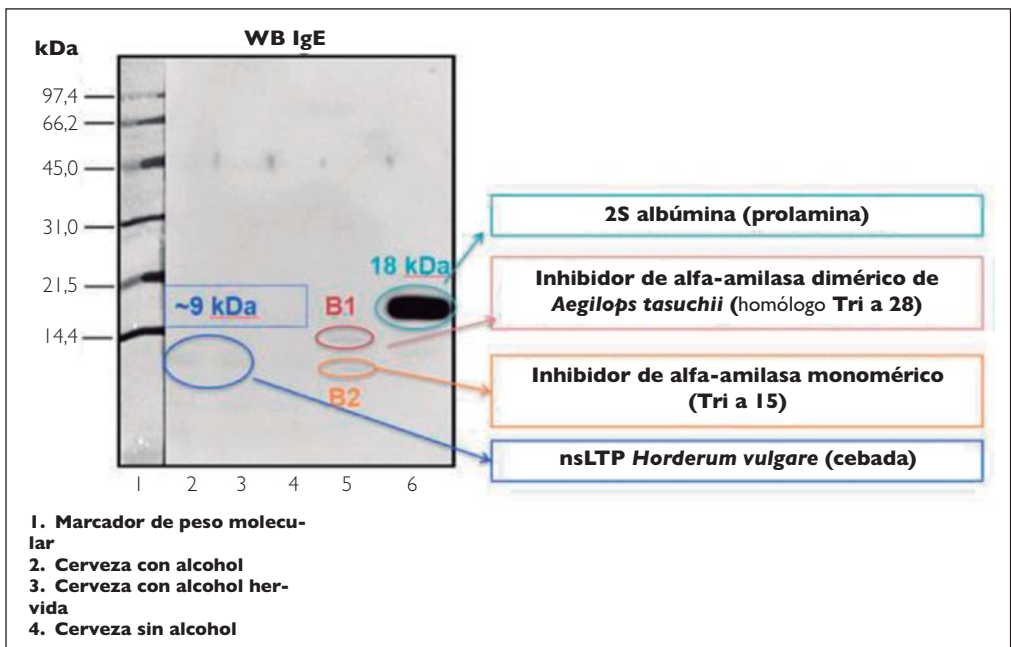 WB IgE
kDa
97,4
66,2
45,0
31,0
21,5
14,4
~9 kDa
B1
18 kDa
B2
2S albúmina (prolamina)
Inhibidor de alfa-amilasa dimérico de
Aegilops tasuchii (homólogo Tri a 28)
Inhibidor de alfa-amilasa monomérico
(Tri a 15)
nsLTP Horderum vulgare (cebada)
1 2 3 4 5 6
1. Marcador de peso molecu-
lar
2. Cerveza con alcohol
3. Cerveza con alcohol her-
vida
4. Cerveza sin alcohol